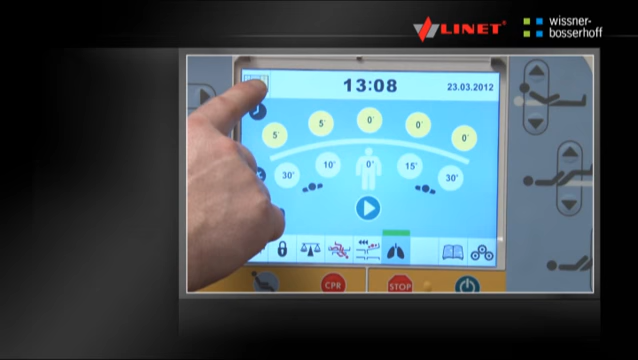 LINET®
wissner-
bosserhoff
13:08
23.03.2012
5° 5° 0° 0° 0°
30° 10° 0° 15° 30°
CPR
STOP